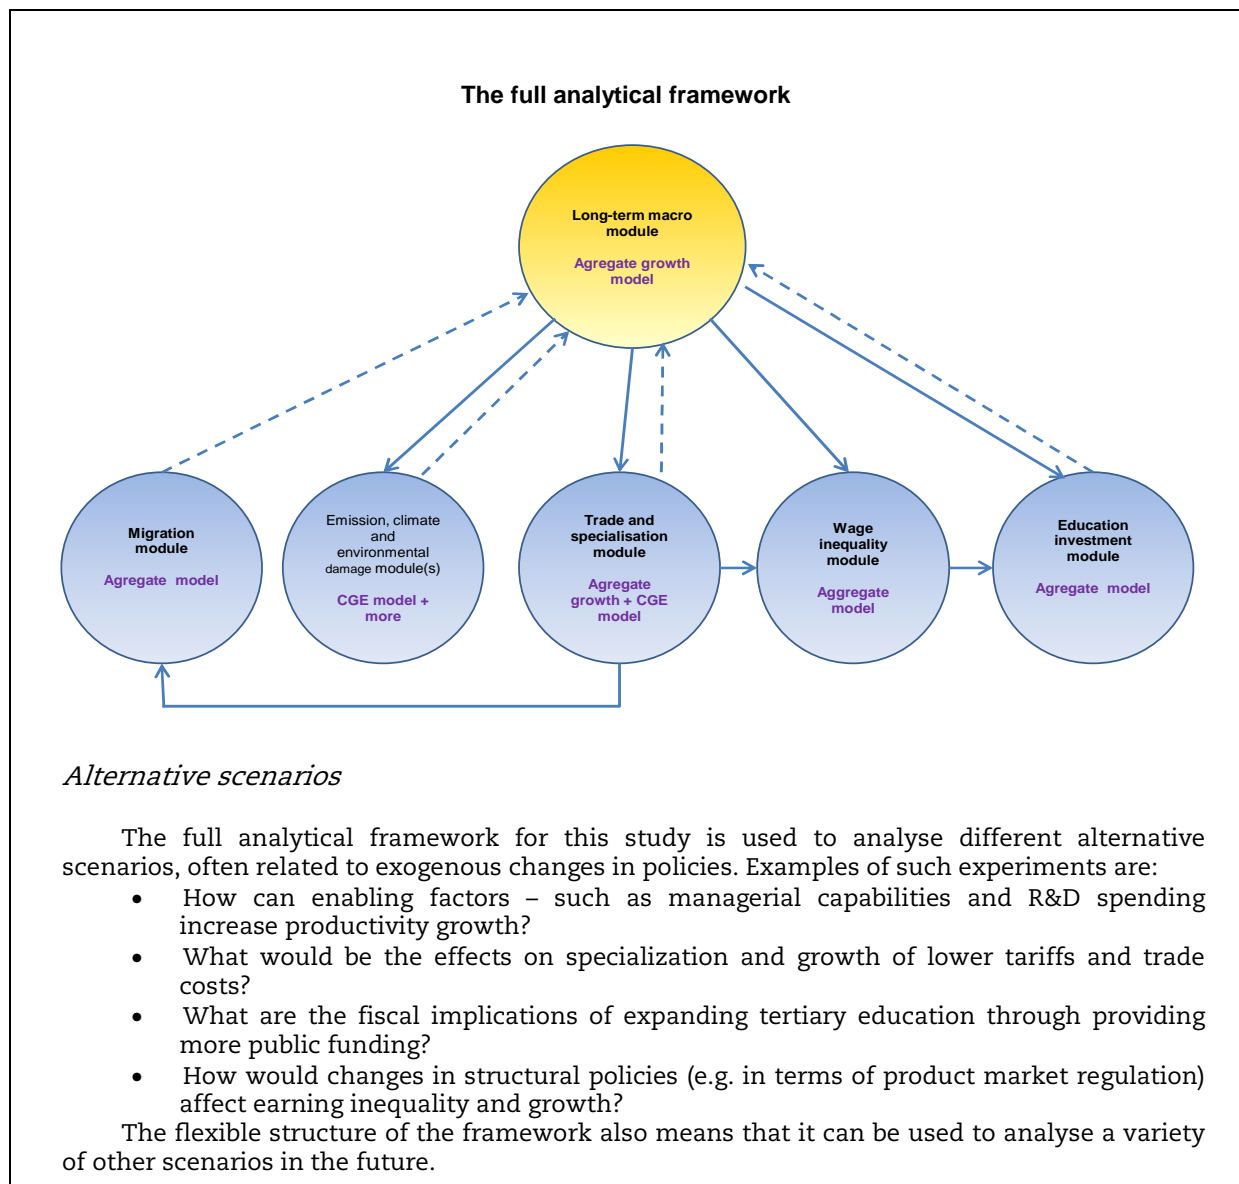 The full analytical framework
Long-term macro
module
Agregate growth
model
Migration
module
Agregate model
Emission, climate
and
environmental
damage module(s)
CGE model +
more
Trade and
specialisation
module
Agregate
growth + CGE
model
Wage
inequality
module
Aggregate
model
Education
investment
module
Agregate model
Alternative scenarios
The full analytical framework for this study is used to analyse different alternative
scenarios, often related to exogenous changes in policies. Examples of such experiments are:
• How can enabling factors – such as managerial capabilities and R&D spending
increase productivity growth?
• What would be the effects on specialization and growth of lower tariffs and trade
costs?
• What are the fiscal implications of expanding tertiary education through providing
more public funding?
• How would changes in structural policies (e.g. in terms of product market regulation)
affect earning inequality and growth?
The flexible structure of the framework also means that it can be used to analyse a variety
of other scenarios in the future.